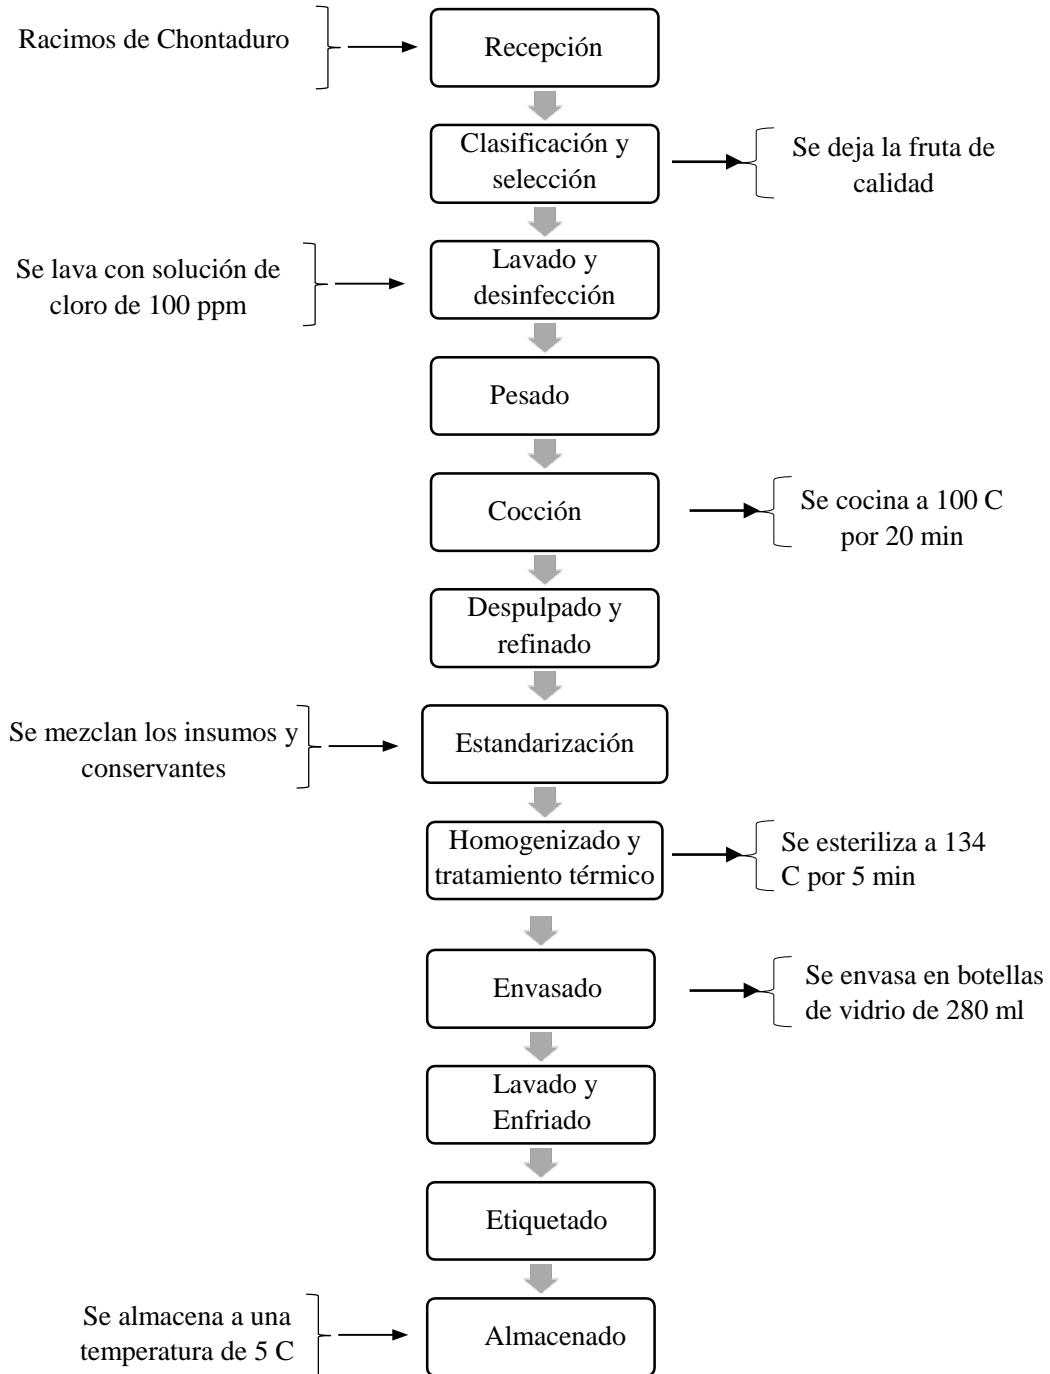 Racimos de Chontaduro
Recepción
Clasificación y
selección
Se deja la fruta de
calidad
Se lava con solución de
cloro de 100 ppm
Lavado y
desinfección
Pesado
Cocción
Se cocina a 100 C
por 20 min
Despulpado y
refinado
Se mezclan los insumos y
conservantes
Estandarización
Homogenizado y
tratamiento térmico
Se esteriliza a 134
C por 5 min
Envasado
Se envasa en botellas
de vidrio de 280 ml
Lavado y
Enfriado
Etiquetado
Se almacena a una
temperatura de 5 C
Almacenado